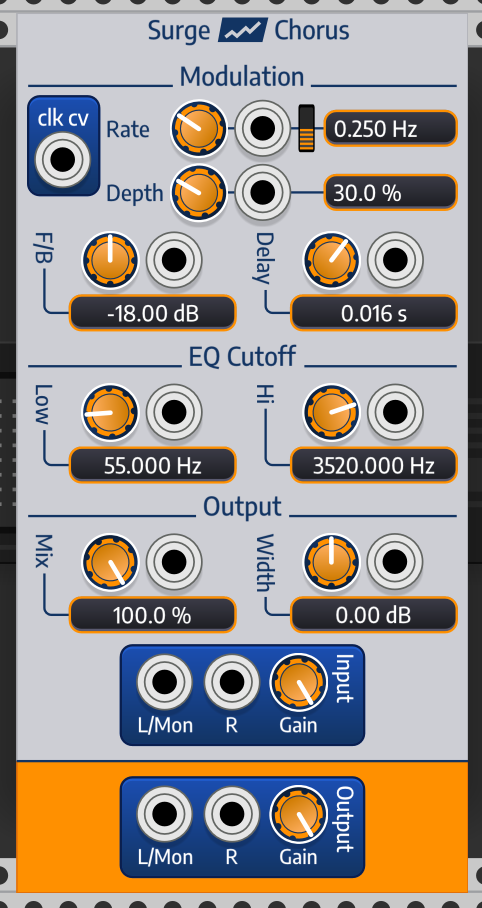 Surge Chorus
Modulation
clk cv
Rate
0.250 Hz
Depth
30.0 %
F/B
-18.00 dB
Delay
0.016 s
EQ Cutoff
Low
55.000 Hz
Hi
3520.000 Hz
Output
Mix
100.0 %
Width
0.00 dB
Input
L/Mon R Gain
Output
L/Mon R Gain